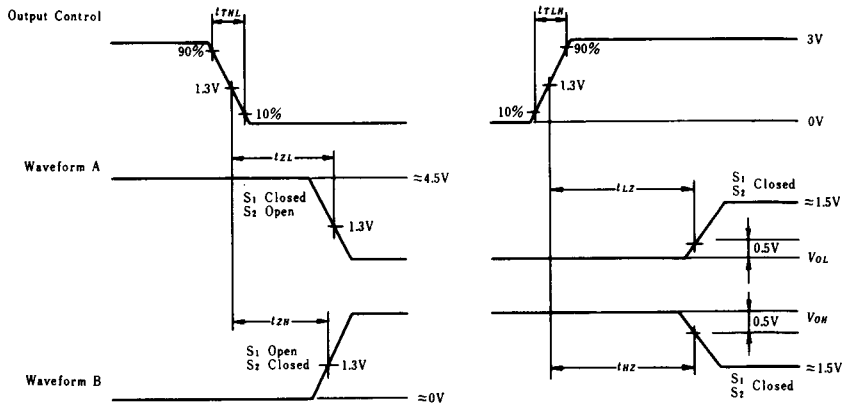 Output Control
tTHL
90%
1.3V
10%
tTLH
3V
90%
1.3V
10%
0V
Waveform A
tZL
≈4.5V
S1 Closed
S2 Open
1.3V
tLZ
S1
S2 Closed
≈1.5V
0.5V
VOL
tZH
S1 Open
S2 Closed
1.3V
Waveform B
≈0V
VOH
0.5V
tHZ
≈1.5V
S1
S2 Closed